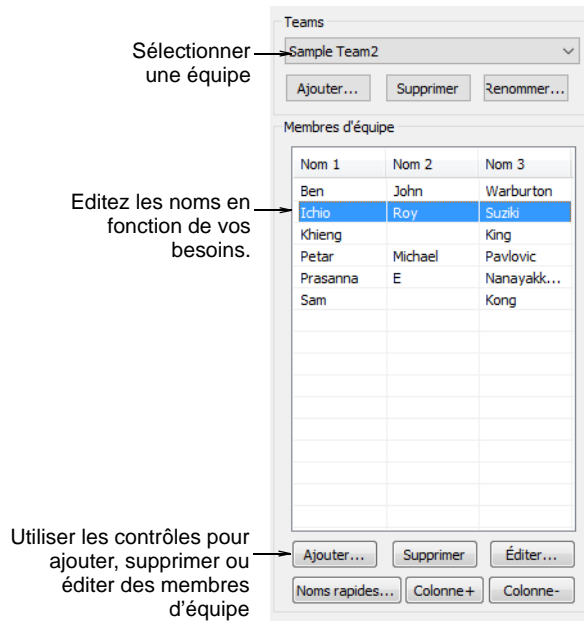 Teams
Sélectionner
une équipe
Sample Team2
Ajouter... Supprimer Renommer...
Membres d'équipe
Nom 1 Nom 2 Nom 3
Ben John Warburton
Editez les noms en
fonction de vos
besoins.
Ichio Roy Suziki
Khieng King
Petar Michael Pavlovic
Prasanna E Nanayakk...
Sam Kong
Utiliser les contrôles pour
ajouter, supprimer ou
éditer des membres
d'équipe
Ajouter... Supprimer Éditer...
Noms rapides... Colonne+ Colonne-